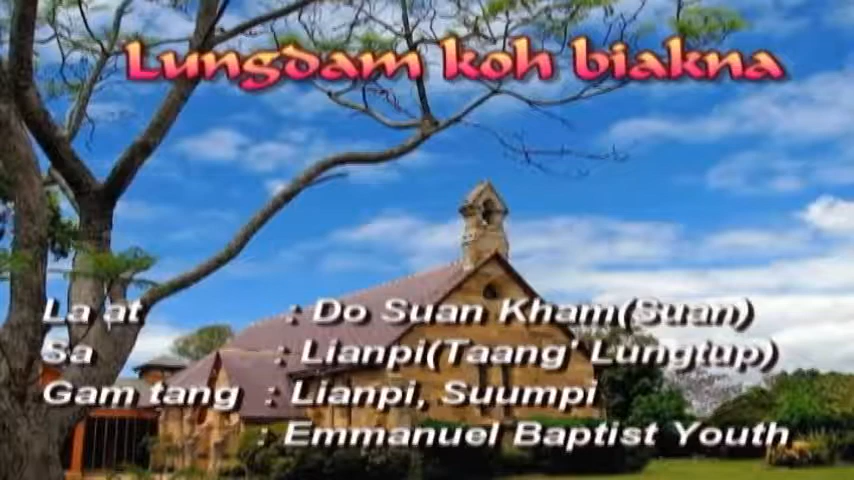 Lungdam koh biakna
La at : Do Suan Kham(Suan)
Sa : Lianpi(Taang' Lungtup)
Gam tang : Lianpi, Suumpi
: Emmanuel Baptist Youth